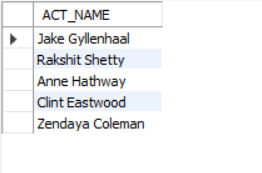 ACT_NAME
Jake Gyllenhaal
Rakshit Shetty
Anne Hathway
Clint Eastwood
Zendaya Coleman